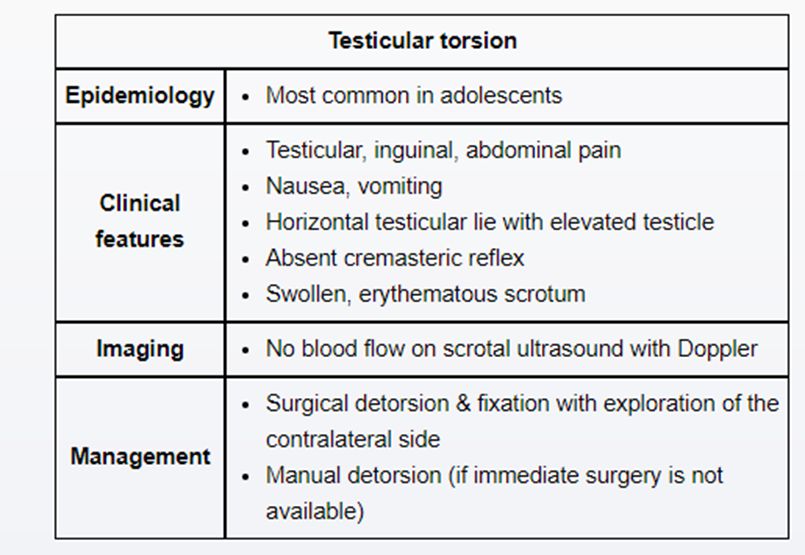 Testicular torsion
Epidemiology
• Most common in adolescents
Clinical
features
• Testicular, inguinal, abdominal pain
• Nausea, vomiting
• Horizontal testicular lie with elevated testicle
• Absent cremasteric reflex
• Swollen, erythematous scrotum
Imaging
• No blood flow on scrotal ultrasound with Doppler
Management
• Surgical detorsion & fixation with exploration of the
contralateral side
• Manual detorsion (if immediate surgery is not
available)